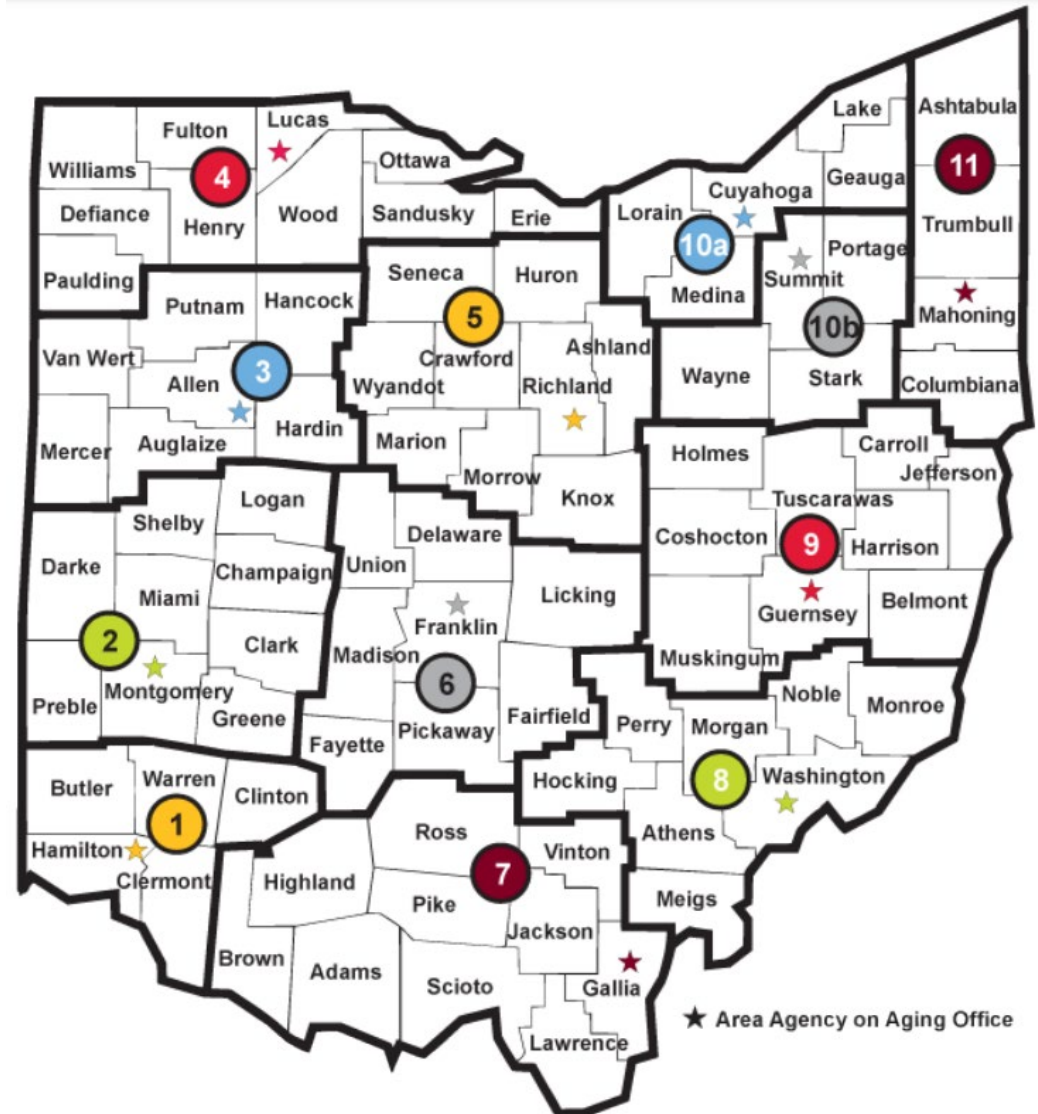 Lake
Ashtabula
Lucas
Fulton
Williams
4
Ottawa
11
Geauga
Cuyahoga
Defiance
Henry
Wood
Sandusky
Erie
Lorain
10a
Trumbull
Portage
Summit
Paulding
Seneca
Huron
Medina
Putnam
Hancock
5
10b
Mahoning
Van Wert
Allen
3
Crawford
Ashland
Wyandot
Richland
Wayne
Stark
Columbiana
Mercer
Auglaize
Hardin
Marion
Morrow
Knox
Holmes
Carroll
Jefferson
Tuscarawas
Logan
Shelby
Delaware
Coshocton
9
Harrison
Darke
Champaign
Union
Miami
Licking
Guernsey
Belmont
2
Clark
Franklin
Madison
Muskingum
Montgomery
Preble
Greene
6
Pickaway
Fairfield
Fayette
Perry
Morgan
Noble
Monroe
Butler
Warren
Clinton
Hocking
8
Washington
1
Hamilton
Clermont
Ross
Vinton
Athens
Highland
7
Pike
Meigs
Jackson
Brown
Adams
Scioto
Gallia
Lawrence
Area Agency on Aging Office